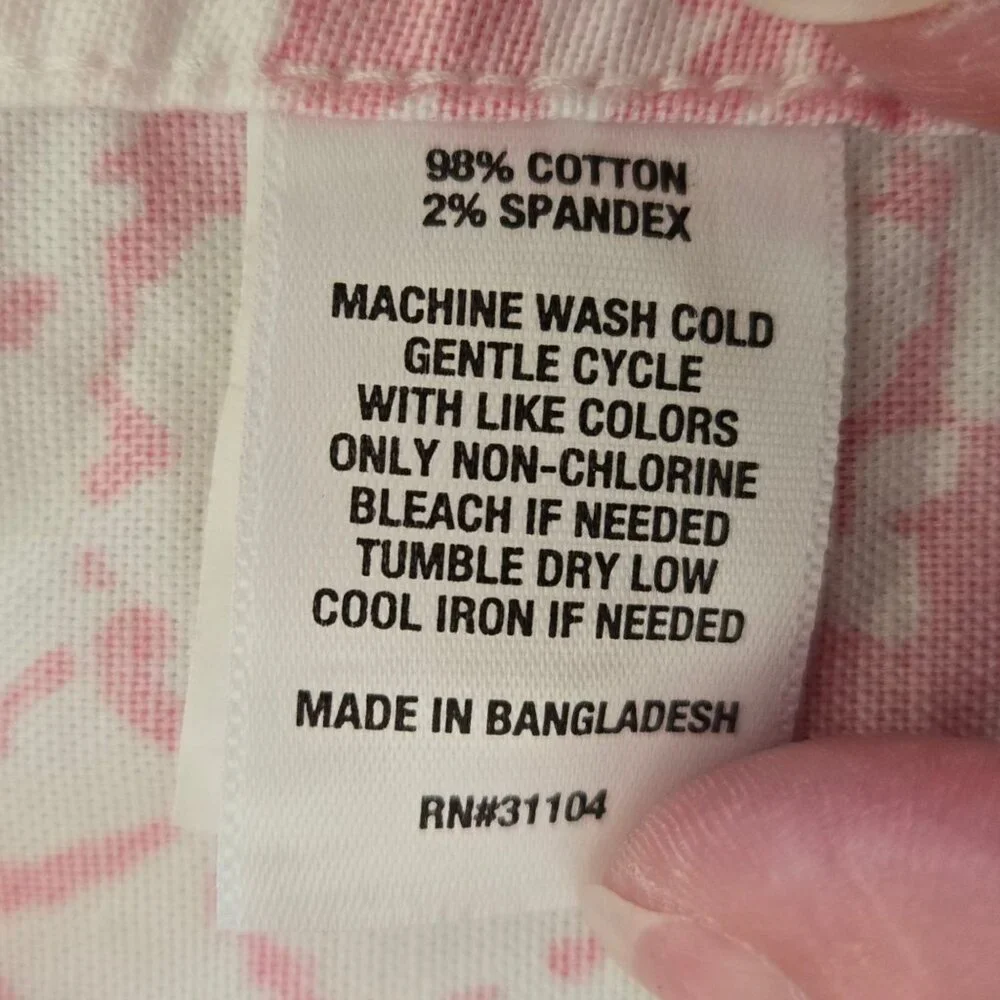 98% COTTON
2% SPANDEX
MACHINE WASH COLD
GENTLE CYCLE
WITH LIKE COLORS
ONLY NON-CHLORINE
BLEACH IF NEEDED
TUMBLE DRY LOW
COOL IRON IF NEEDED
MADE IN BANGLADESH
RN#31104